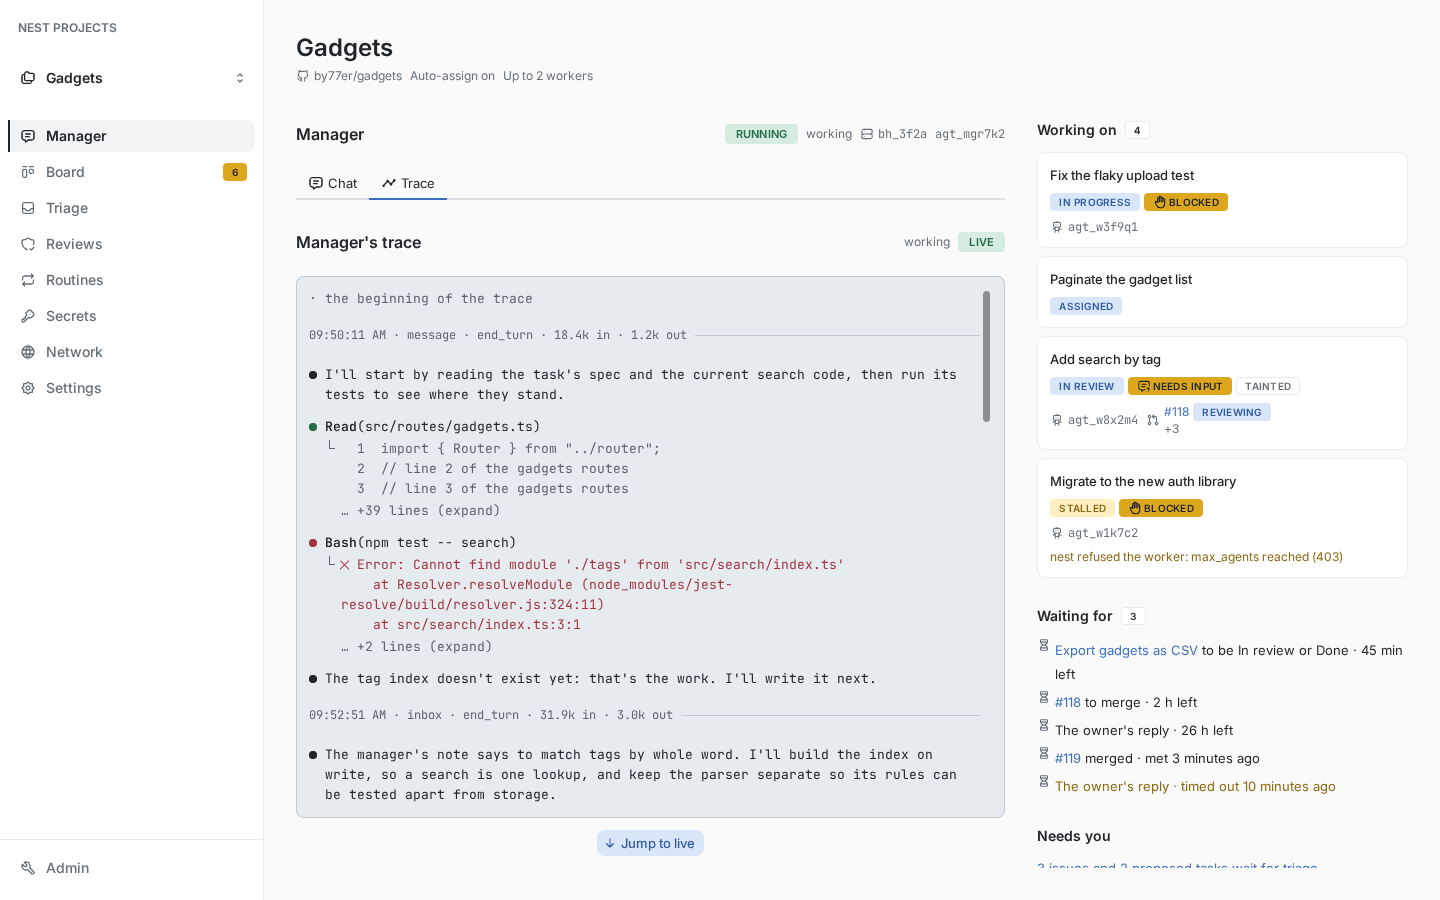 NEST PROJECTS
Gadgets
Manager
Board 6
Triage
Reviews
Routines
Secrets
Network
Settings
Admin
Gadgets
by77er/gadgets Auto-assign on Up to 2 workers
Manager RUNNING working bh_3f2a agt_mgr7k2
Chat Trace
Manager's trace working LIVE
· the beginning of the trace
09:50:11 AM · message · end_turn · 18.4k in · 1.2k out
I'll start by reading the task's spec and the current search code, then run its
tests to see where they stand.
Read(src/routes/gadgets.ts)
1 import { Router } from "../router";
2 // line 2 of the gadgets routes
3 // line 3 of the gadgets routes
… +39 lines (expand)
Bash(npm test -- search)
Error: Cannot find module './tags' from 'src/search/index.ts'
at Resolver.resolveModule (node_modules/jest-
resolve/build/resolver.js:324:11)
at src/search/index.ts:3:1
… +2 lines (expand)
The tag index doesn't exist yet: that's the work. I'll write it next.
09:52:51 AM · inbox · end_turn · 31.9k in · 3.0k out
The manager's note says to match tags by whole word. I'll build the index on
write, so a search is one lookup, and keep the parser separate so its rules can
be tested apart from storage.
Jump to live
Working on 4
Fix the flaky upload test
IN PROGRESS BLOCKED
agt_w3f9q1
Paginate the gadget list
ASSIGNED
Add search by tag
IN REVIEW NEEDS INPUT TAINTED
agt_w8x2m4 #118 REVIEWING
+3
Migrate to the new auth library
STALLED BLOCKED
agt_w1k7c2
nest refused the worker: max_agents reached (403)
Waiting for 3
Export gadgets as CSV to be In review or Done · 45 min
left
#118 to merge · 2 h left
The owner's reply · 26 h left
#119 merged · met 3 minutes ago
The owner's reply · timed out 10 minutes ago
Needs you
3 issues and 2 proposed tasks wait for triage